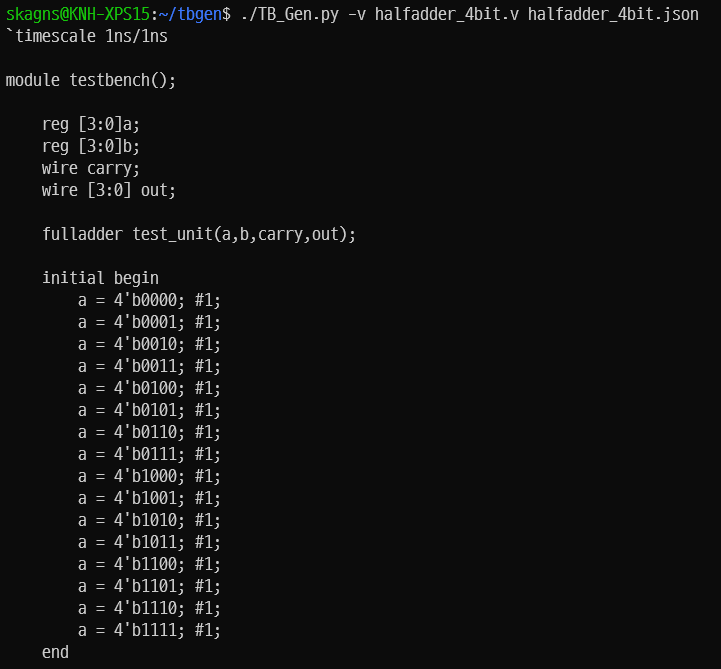 skagns@KNH-XPS15:~/tbgen$ ./TB_Gen.py -v halfadder_4bit.v halfadder_4bit.json
`timescale 1ns/1ns

module testbench();

    reg [3:0]a;
    reg [3:0]b;
    wire carry;
    wire [3:0] out;

    fulladder test_unit(a,b,carry,out);

    initial begin
        a = 4'b0000; #1;
        a = 4'b0001; #1;
        a = 4'b0010; #1;
        a = 4'b0011; #1;
        a = 4'b0100; #1;
        a = 4'b0101; #1;
        a = 4'b0110; #1;
        a = 4'b0111; #1;
        a = 4'b1000; #1;
        a = 4'b1001; #1;
        a = 4'b1010; #1;
        a = 4'b1011; #1;
        a = 4'b1100; #1;
        a = 4'b1101; #1;
        a = 4'b1110; #1;
        a = 4'b1111; #1;
    end